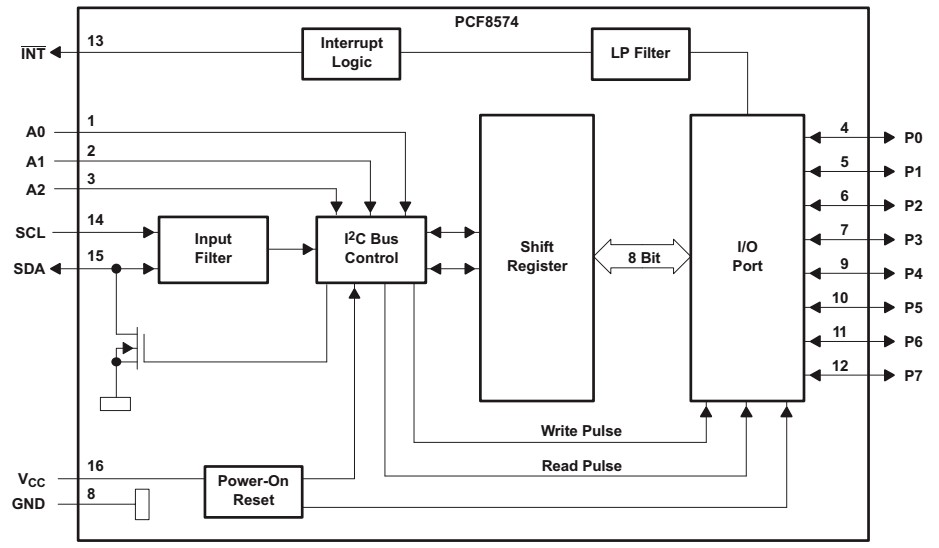 PCF8574
INT 13 Interrupt Logic LP Filter
A0 1
A1 2
A2 3
SCL 14 Input Filter
SDA 15
I²C Bus Control
Shift Register
8 Bit
I/O Port
4 P0
5 P1
6 P2
7 P3
9 P4
10 P5
11 P6
12 P7
Write Pulse
Read Pulse
VCC 16 Power-On Reset
GND 8